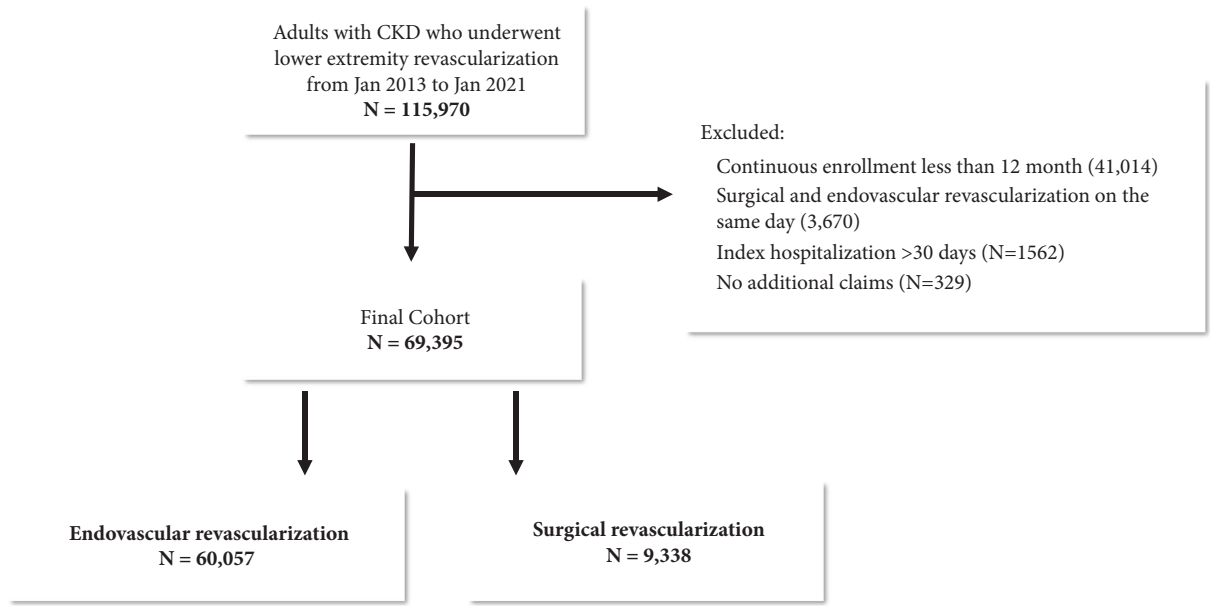 Adults with CKD who underwent
lower extremity revascularization
from Jan 2013 to Jan 2021
N = 115,970
Excluded:
Continuous enrollment less than 12 month (41,014)
Surgical and endovascular revascularization on the
same day (3,670)
Index hospitalization >30 days (N=1562)
No additional claims (N=329)
Final Cohort
N = 69,395
Endovascular revascularization
N = 60,057
Surgical revascularization
N = 9,338